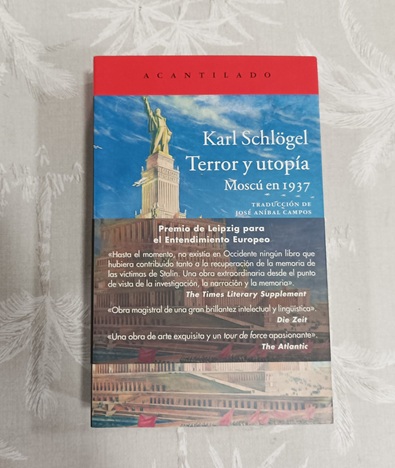 ACANTILADO
Karl Schlögel
Terror y utopía
Moscú en 1937
TRADUCCIÓN DE
JOSÉ ANÍBAL CAMPOS
Premio de Leipzig para
el Entendimiento Europeo
«Hasta el momento, no existía en Occidente ningún libro que
hubiera contribuido tanto a la recuperación de la memoria de
las víctimas de Stalin. Una obra extraordinaria desde el punto
de vista de la investigación, la narración y la memoria».
The Times Literary Supplement
«Obra magistral de una gran brillantez intelectual y lingüística».
Die Zeit
«Una obra de arte exquisita y un tour de force apasionante».
The Atlantic